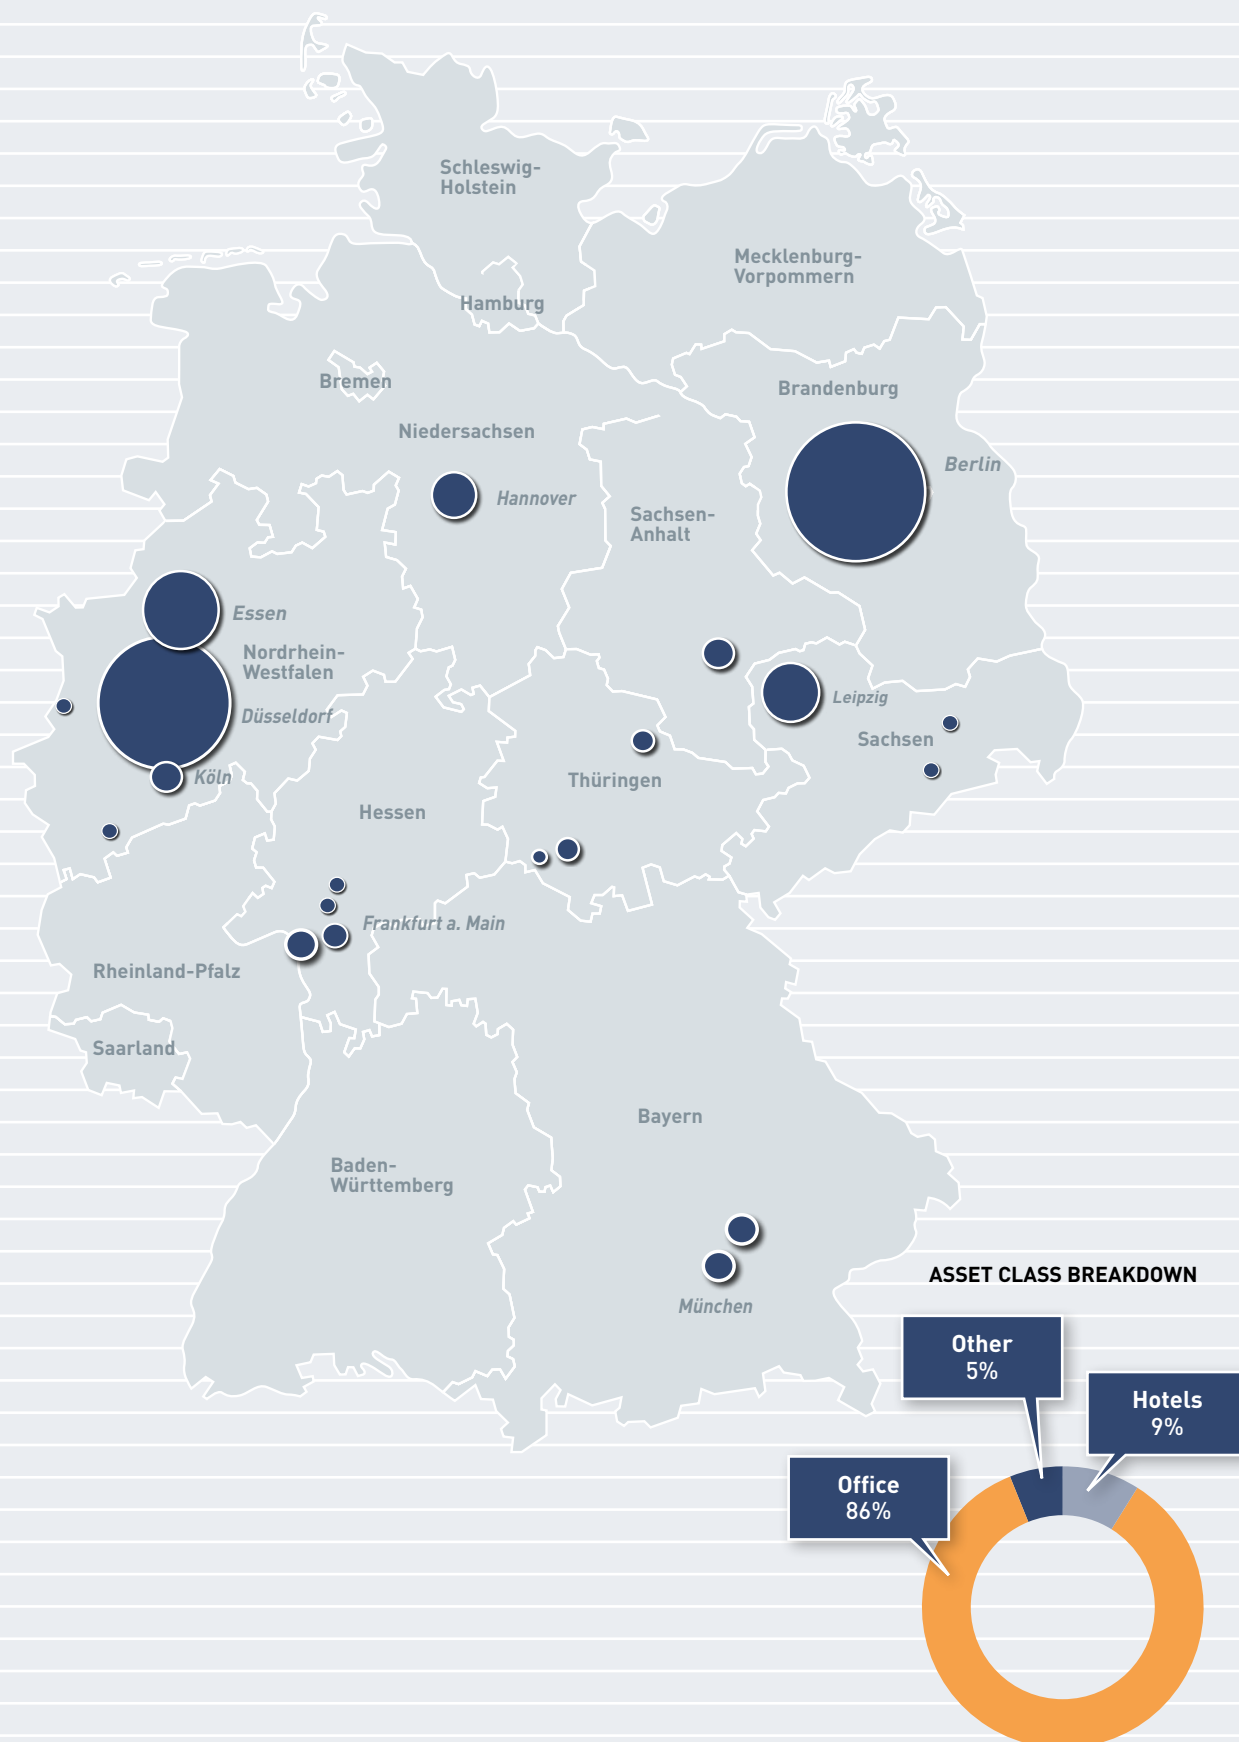 Schleswig-
Holstein
Mecklenburg-
Vorpommern
Hamburg
Bremen
Brandenburg
Niedersachsen
Berlin
Hannover
Sachsen-
Anhalt
Essen
Nordrhein-
Westfalen
Leipzig
Düsseldorf
Sachsen
Köln
Thüringen
Hessen
Frankfurt a. Main
Rheinland-Pfalz
Saarland
Bayern
Baden-
Württemberg
München
ASSET CLASS BREAKDOWN
Other
5%
Hotels
9%
Office
86%